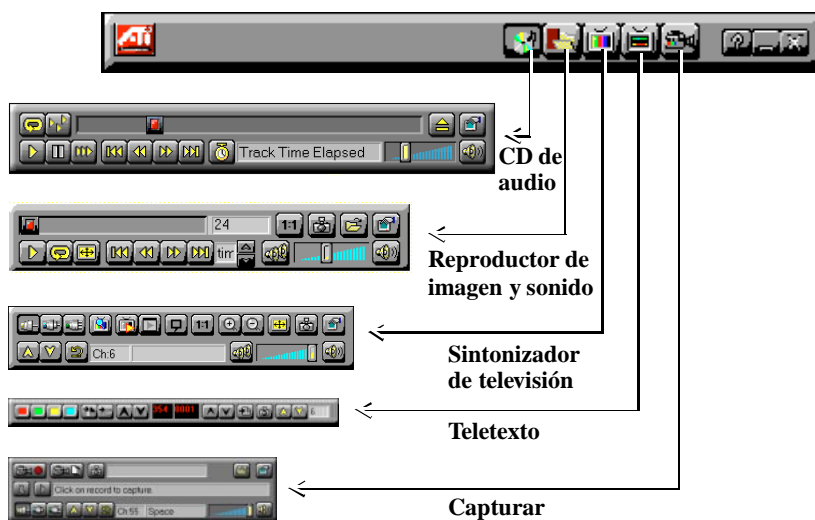 ATI
CD de
audio
Track Time Elapsed
24
1:1
Reproductor de
imagen y sonido
1:1
Ch:6
Sintonizador
de televisión
354 0001
6
Teletexto
Click on record to capture
Ch:55 Space
Capturar